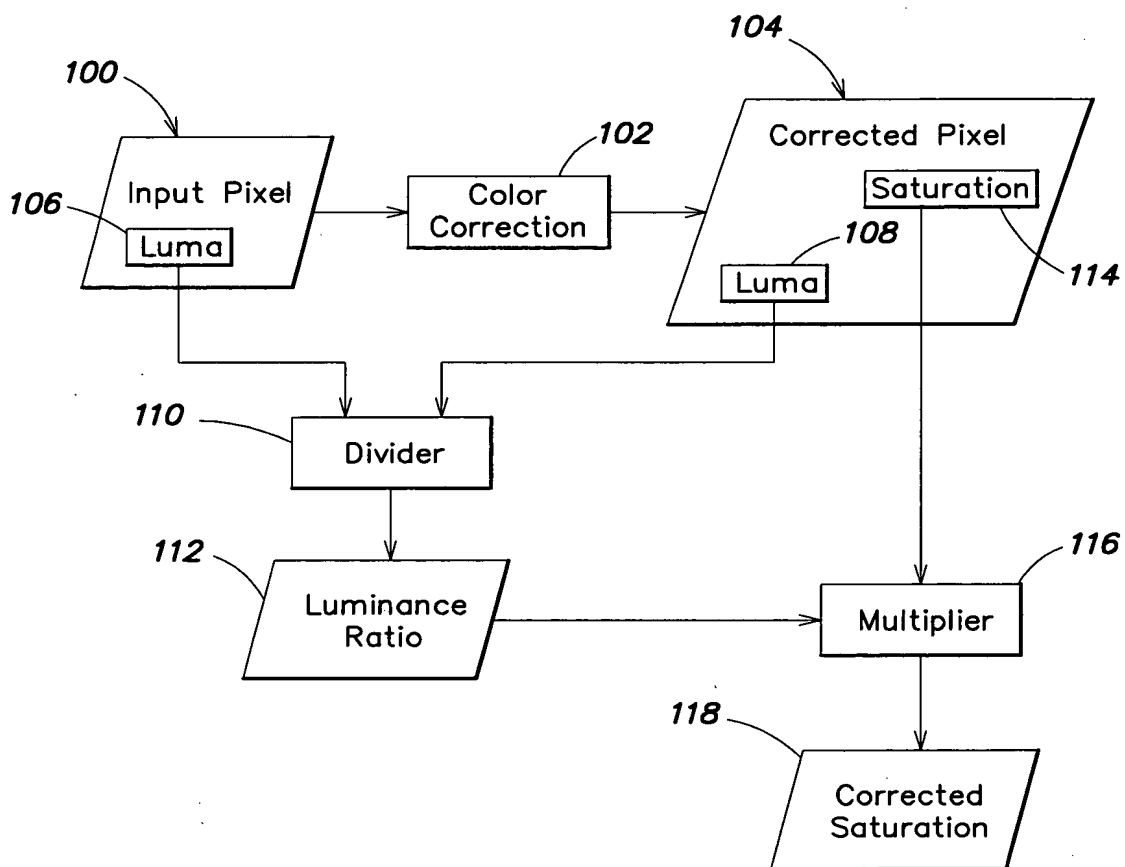 104
100
102
Corrected Pixel
Input Pixel
Color
Correction
Saturation
106
Luma
108
Luma
114
110
Divider
112
Luminance
Ratio
116
Multiplier
118
Corrected
Saturation